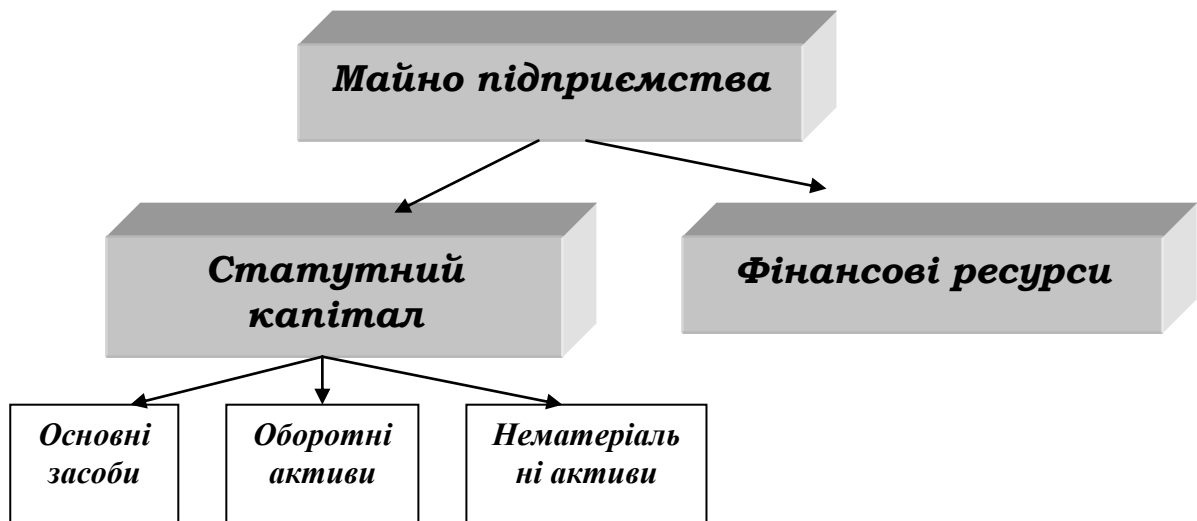 Майно підприємства
Статутний
капітал
Фінансові ресурси
Основні
засоби
Оборотні
активи
Нематеріаль
ні активи